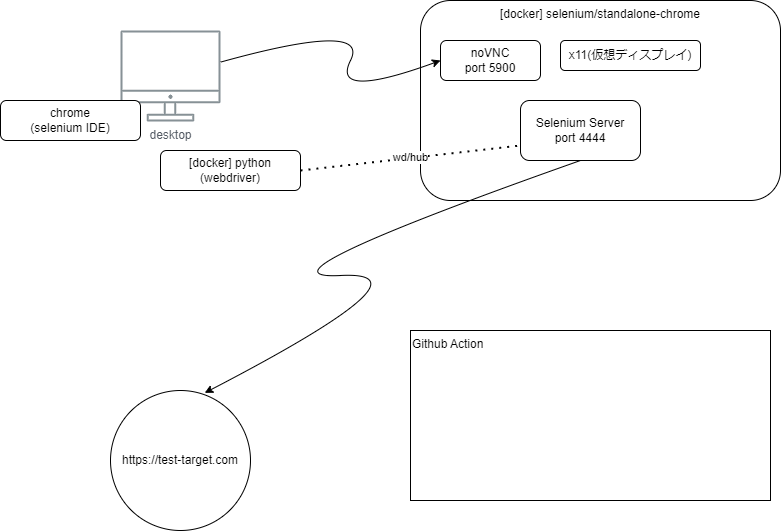 [docker] selenium/standalone-chrome
noVNC
port 5900
x11(仮想ディスプレイ)
chrome
(selenium IDE)
desktop
Selenium Server
port 4444
[docker] python
(webdriver)
wd/hub
Github Action
https://test-target.com